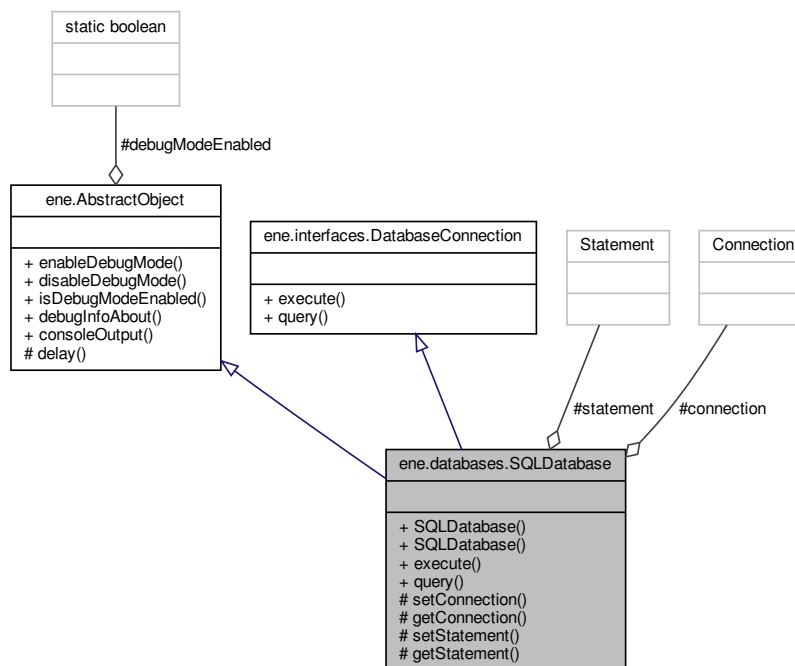 static boolean
#debugModeEnabled
ene.AbstractObject
+ enableDebugMode()
+ disableDebugMode()
+ isDebugModeEnabled()
+ debugInfoAbout()
+ consoleOutput()
# delay()
ene.interfaces.DatabaseConnection
+ execute()
+ query()
Statement
Connection
#statement
#connection
ene.databases.SQLDatabase
+ SQLDatabase()
+ SQLDatabase()
+ execute()
+ query()
# setConnection()
# getConnection()
# setStatement()
# getStatement()